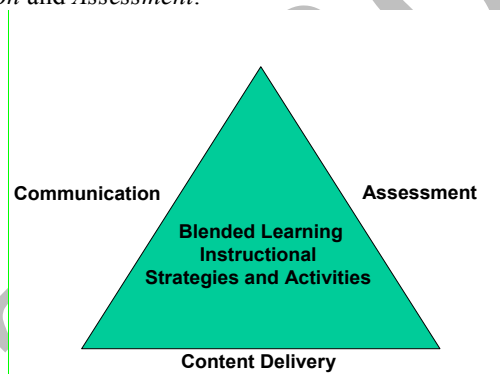 and Assessment.
Communication
Assessment
Blended Learning
Instructional
Strategies and Activities
Content Delivery